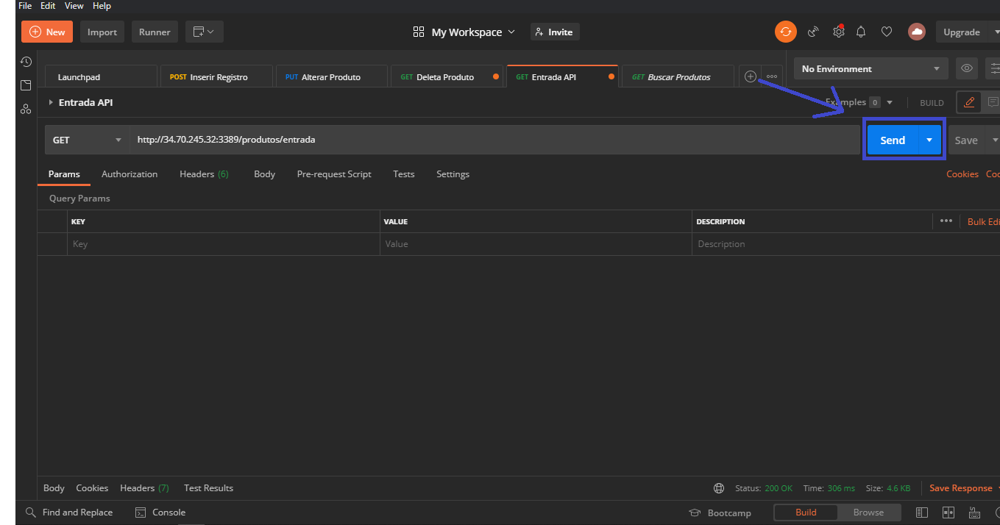 File Edit View Help
New Import Runner My Workspace Invite Upgrade
Launchpad POST Inserir Registro PUT Alterar Produto GET Deleta Produto GET Entrada API GET Buscar Produtos No Environment
Entrada API Examples 0 BUILD
GET http://34.70.245.32:3389/produtos/entrada Send Save
Params Authorization Headers (6) Body Pre-request Script Tests Settings Cookies
Query Params
KEY VALUE DESCRIPTION Bulk Edi
Key Value Description
Body Cookies Headers (7) Test Results Status: 200 OK Time: 306 ms Size: 4.6 KB Save Response
Find and Replace Console Bootcamp Build Browse